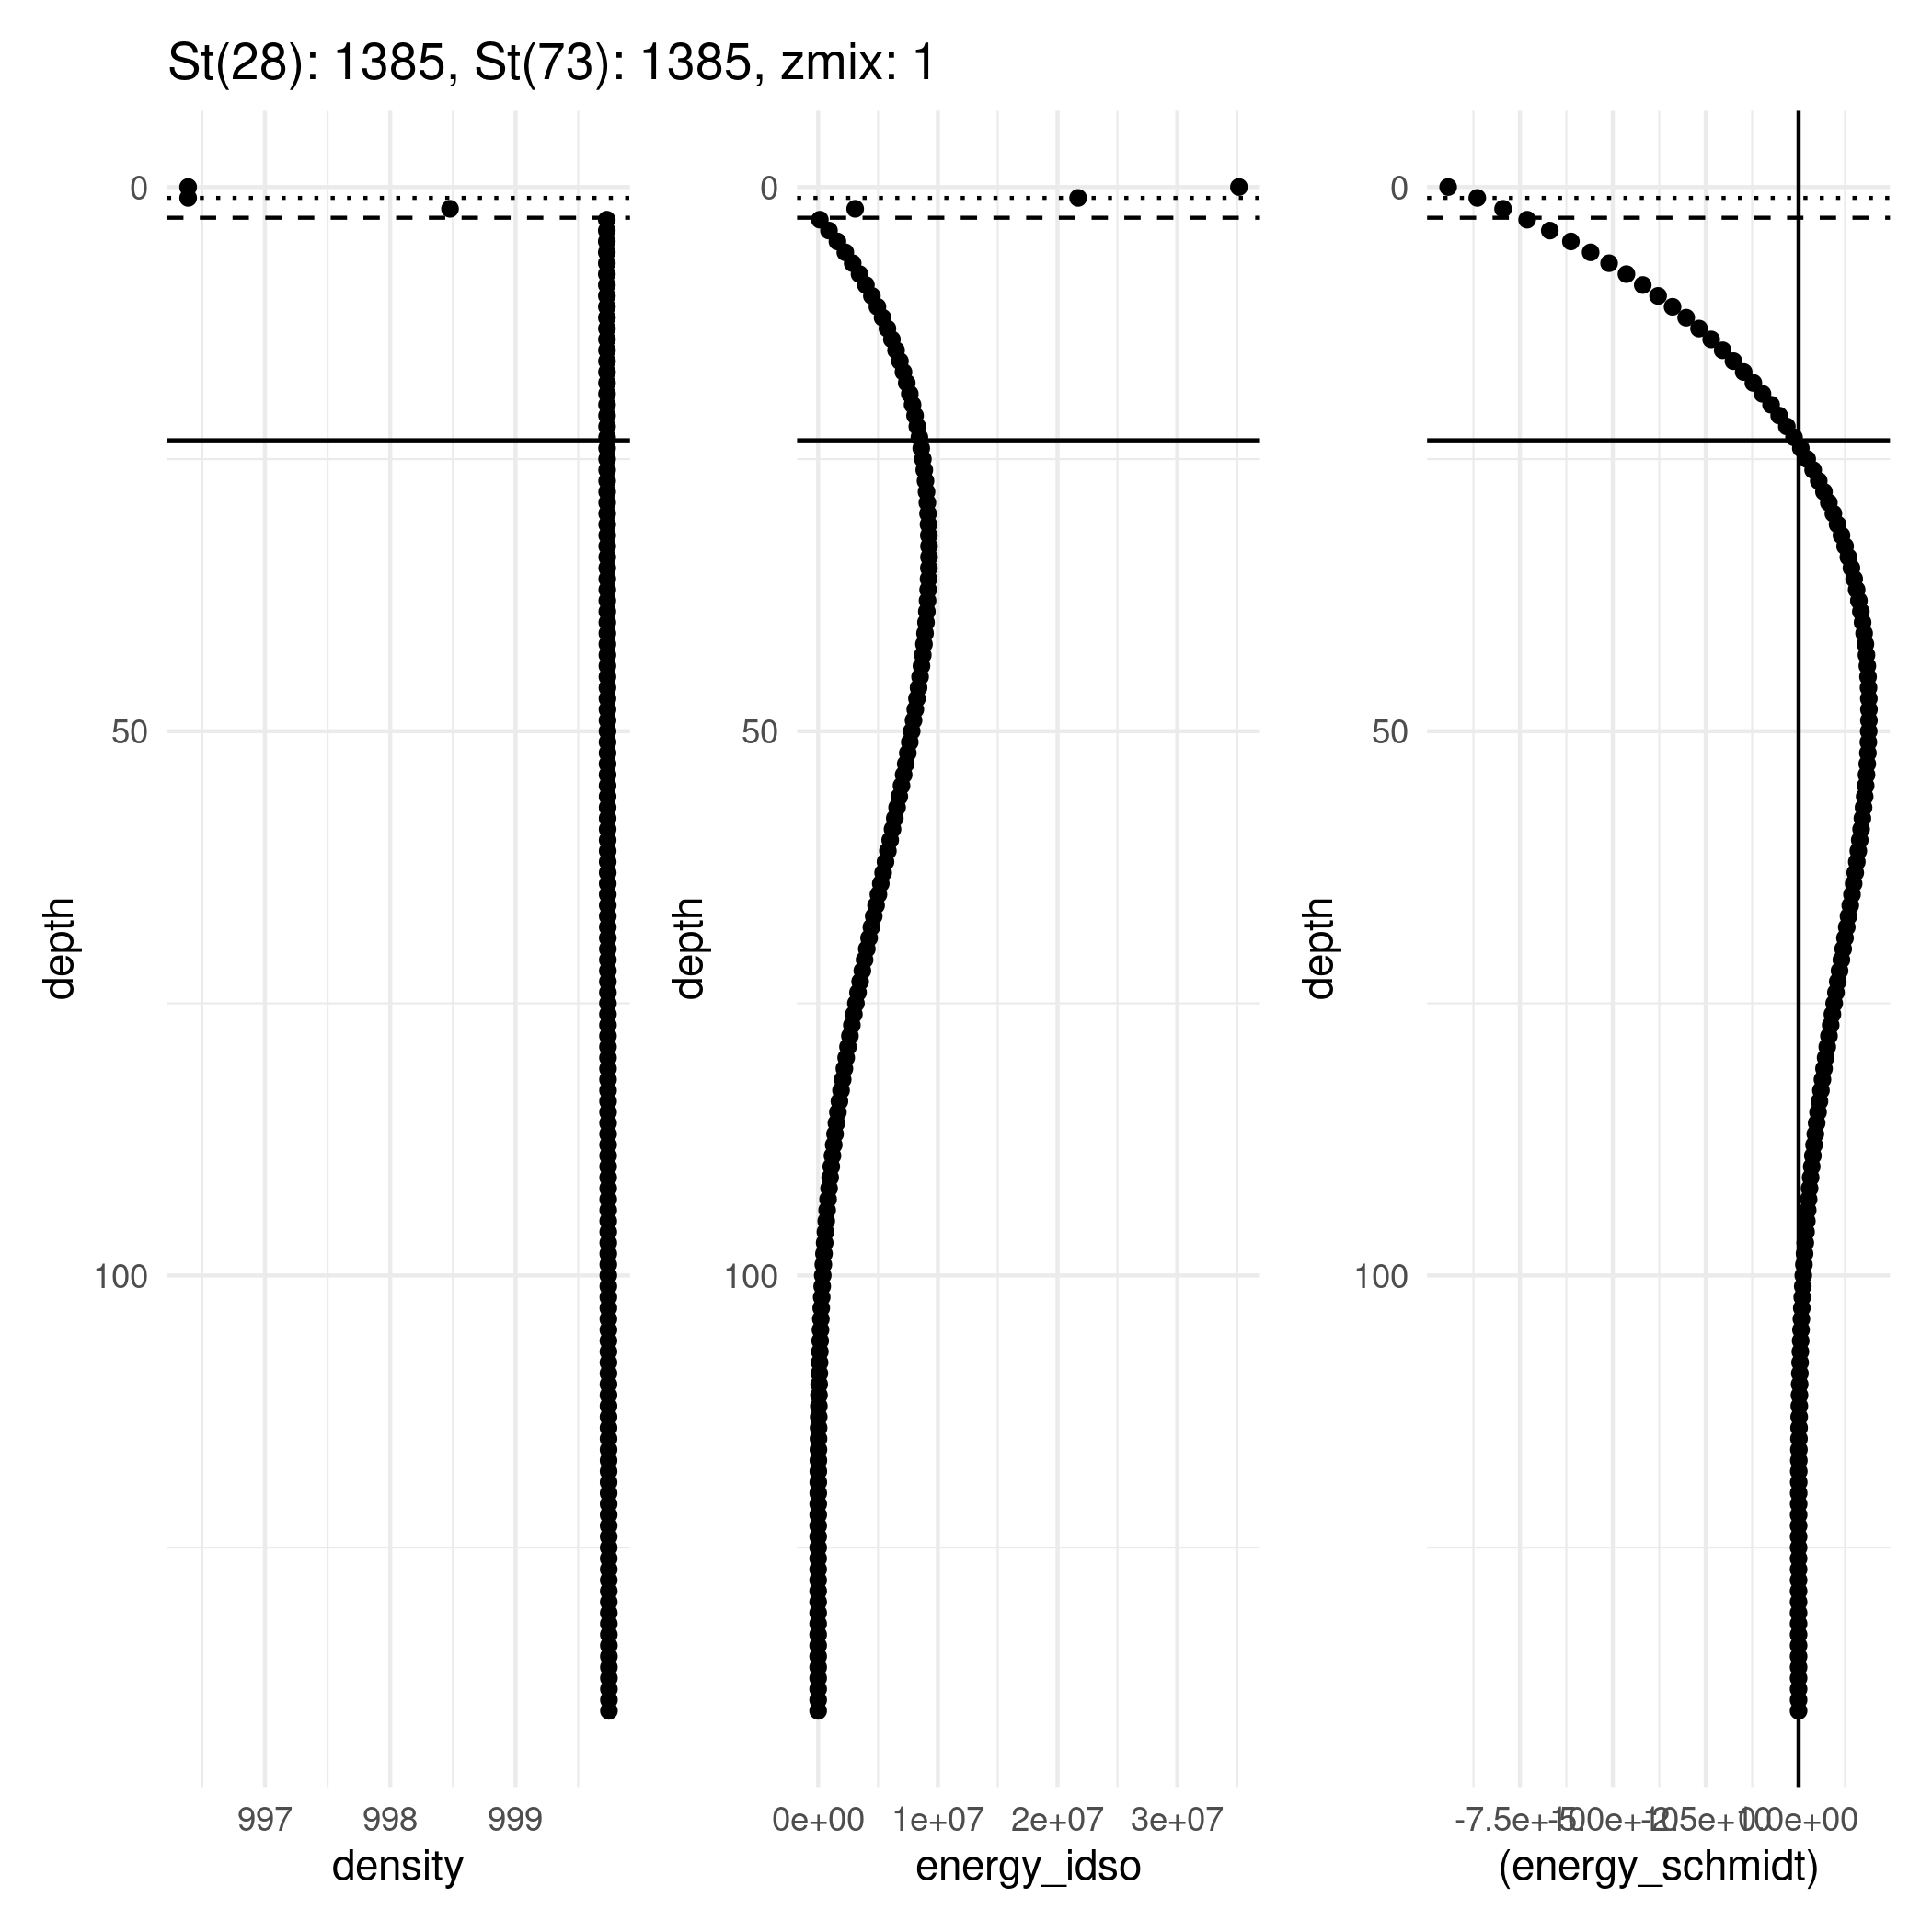 St(28): 1385, St(73): 1385, zmix: 1
0
50
100
depth
997
998
999
density
0
50
100
depth
0e+00
1e+07
2e+07
3e+07
energy_idso
0
50
100
depth
0.0e+00
(energy_schmidt)